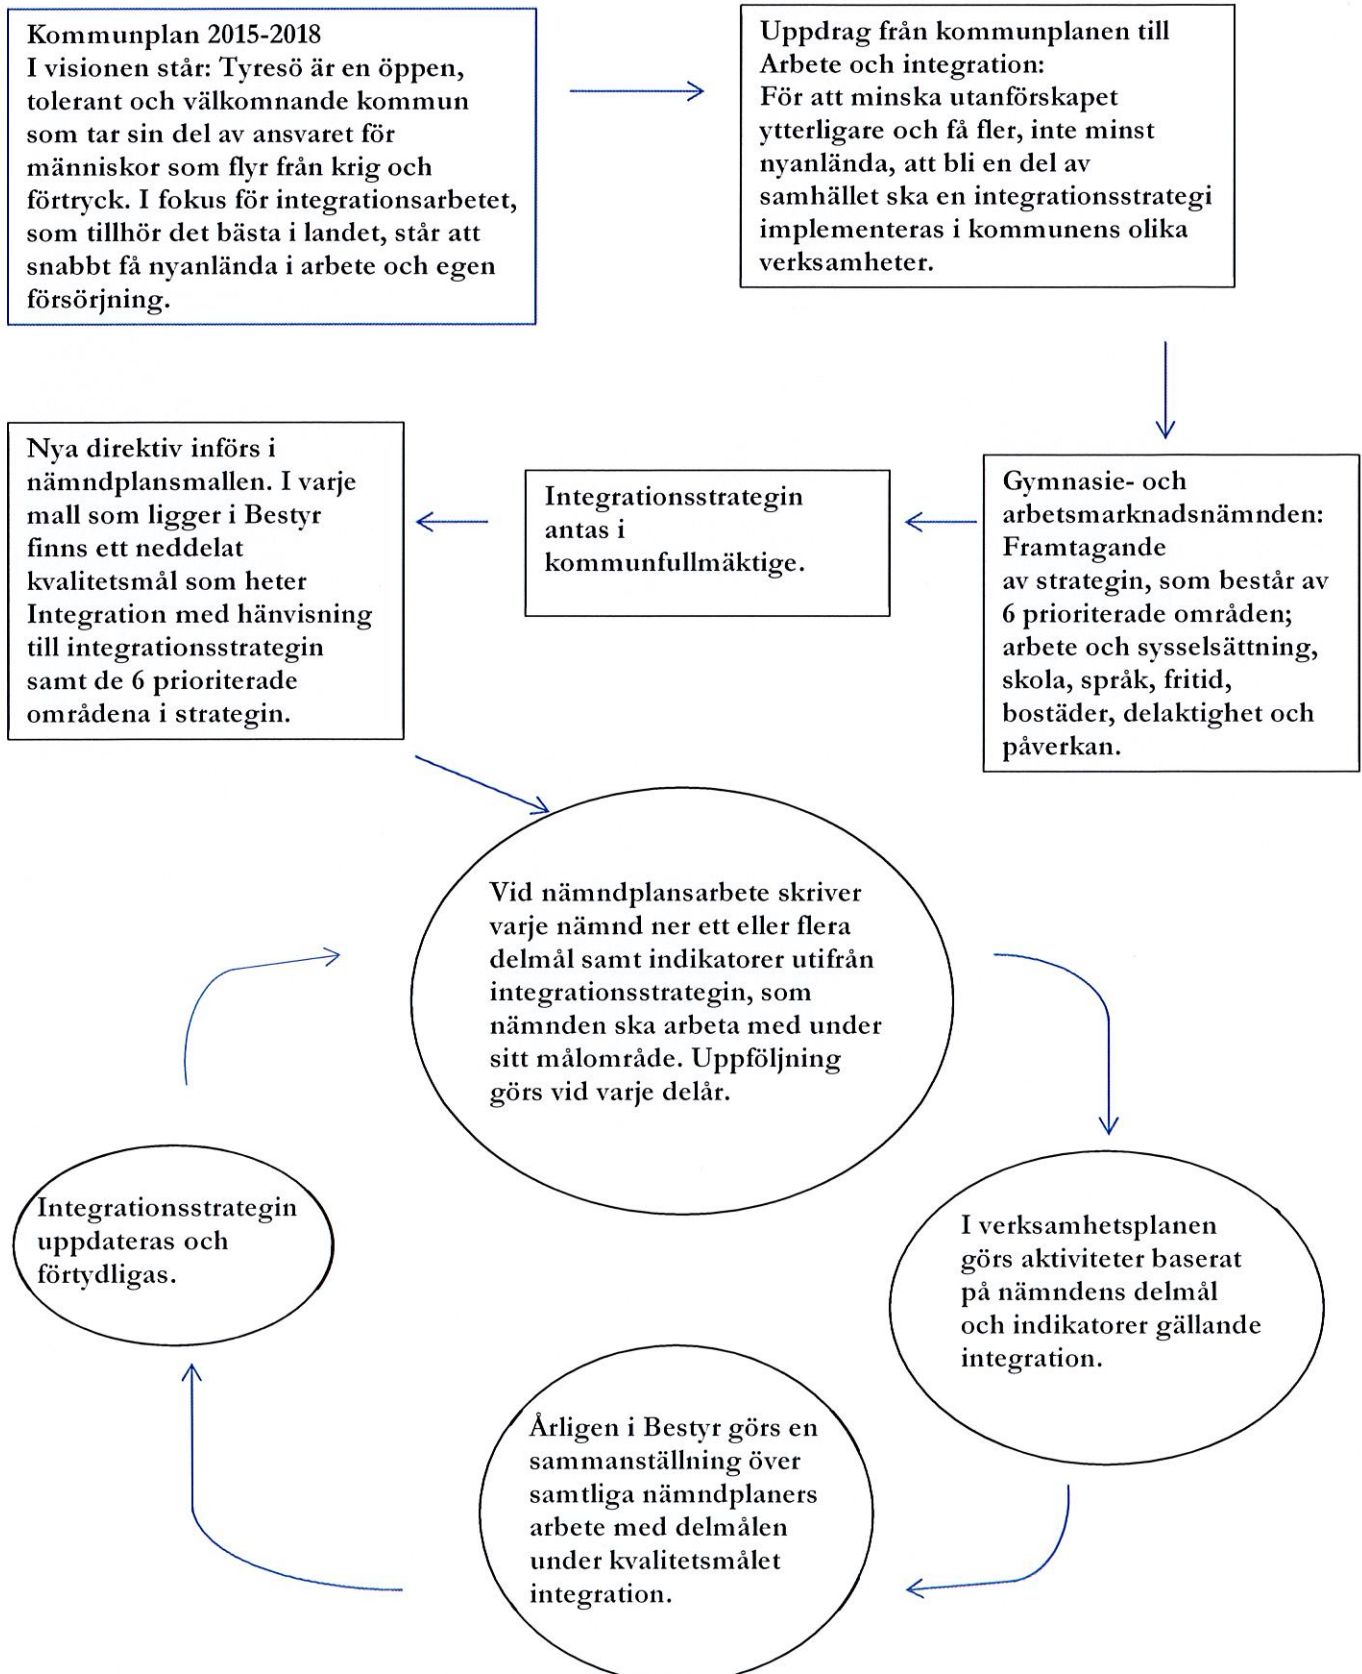 Kommunplan 2015-2018
I visionen står: Tyresö är en öppen,
tolerant och välkomnande kommun
som tar sin del av ansvaret för
människor som flyr från krig och
förtryck. I fokus för integrationsarbetet,
som tillhör det bästa i landet, står att
snabbt få nyanlända i arbete och egen
försörjning.
Uppdrag från kommunplanen till
Arbete och integration:
För att minska utanförskapet
ytterligare och få fler, inte minst
nyanlända, att bli en del av
samhället ska en integrationsstrategi
implementeras i kommunens olika
verksamheter.
Gymnasie- och
arbetsmarknadsnämnden:
Framtagande
av strategin, som består av
6 prioriterade områden;
arbete och sysselsättning,
skola, språk, fritid,
bostäder, delaktighet och
påverkan.
Integrationsstrategin
antas i
kommunfullmäktige.
Nya direktiv införs i
nämndplansmallen. I varje
mall som ligger i Bestyr
finns ett neddelat
kvalitetsmål som heter
Integration med hänvisning
till integrationsstrategin
samt de 6 prioriterade
områdena i strategin.
Vid nämndplansarbete skriver
varje nämnd ner ett eller flera
delmål samt indikatorer utifrån
integrationsstrategin, som
nämnden ska arbeta med under
sitt målområde. Uppföljning
görs vid varje delår.
I verksamhetsplanen
görs aktiviteter baserat
på nämndens delmål
och indikatorer gällande
integration.
Årligen i Bestyr görs en
sammanställning över
samtliga nämndplaners
arbete med delmålen
under kvalitetsmålet
integration.
Integrationsstrategin
uppdateras och
förtydligas.